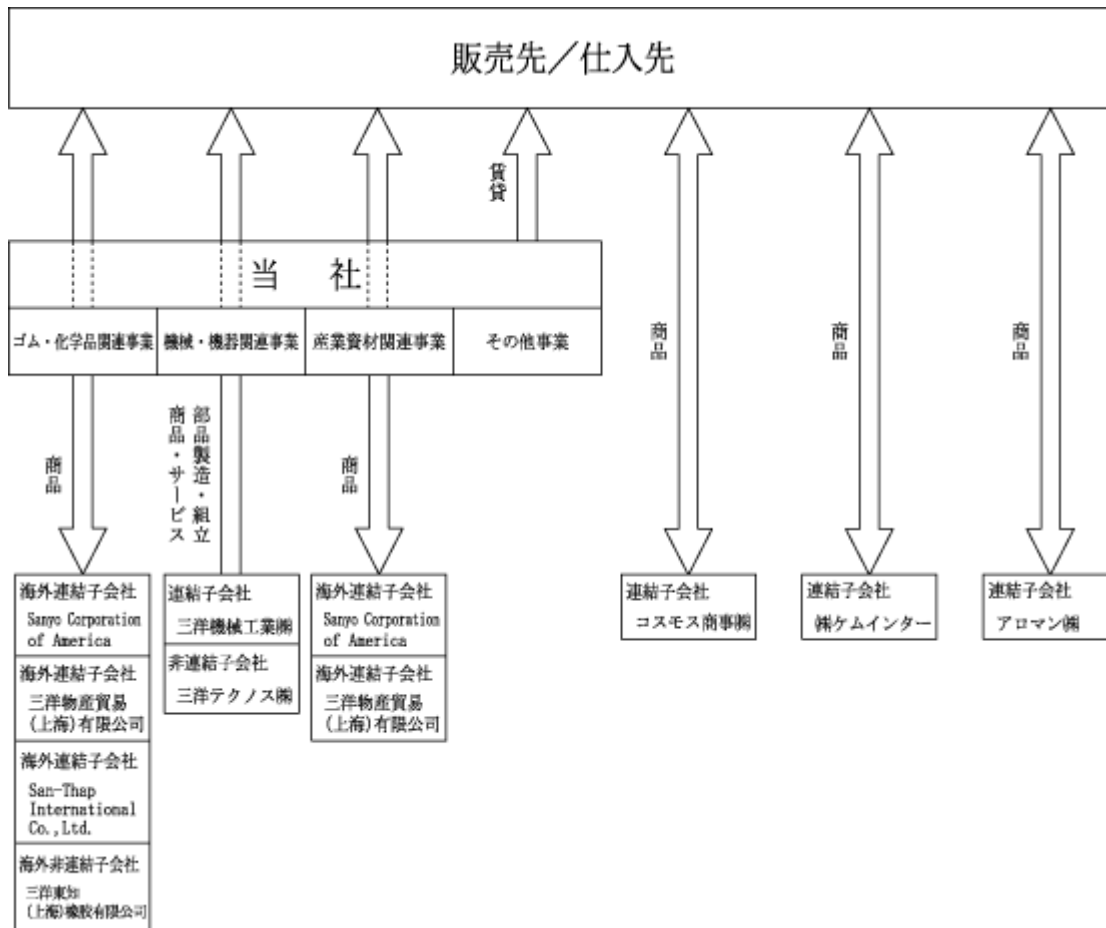 販売先／仕入先
賃貸
当　社
ゴム・化学品関連事業
機械・機器関連事業
産業資材関連事業
その他事業
商品
部品製造・組立
商品・サービス
商品
商品
商品
商品
海外連結子会社
Sanyo Corporation
of America
海外連結子会社
三洋物産貿易
(上海)有限公司
海外連結子会社
San-Thap
International
Co.,Ltd.
海外非連結子会社
三洋東知
(上海)橡胶有限公司
連結子会社
三洋機械工業㈱
非連結子会社
三洋テクノス㈱
海外連結子会社
Sanyo Corporation
of America
海外連結子会社
三洋物産貿易
(上海)有限公司
連結子会社
コスモス商事㈱
連結子会社
㈱ケムインター
連結子会社
アロマン㈱